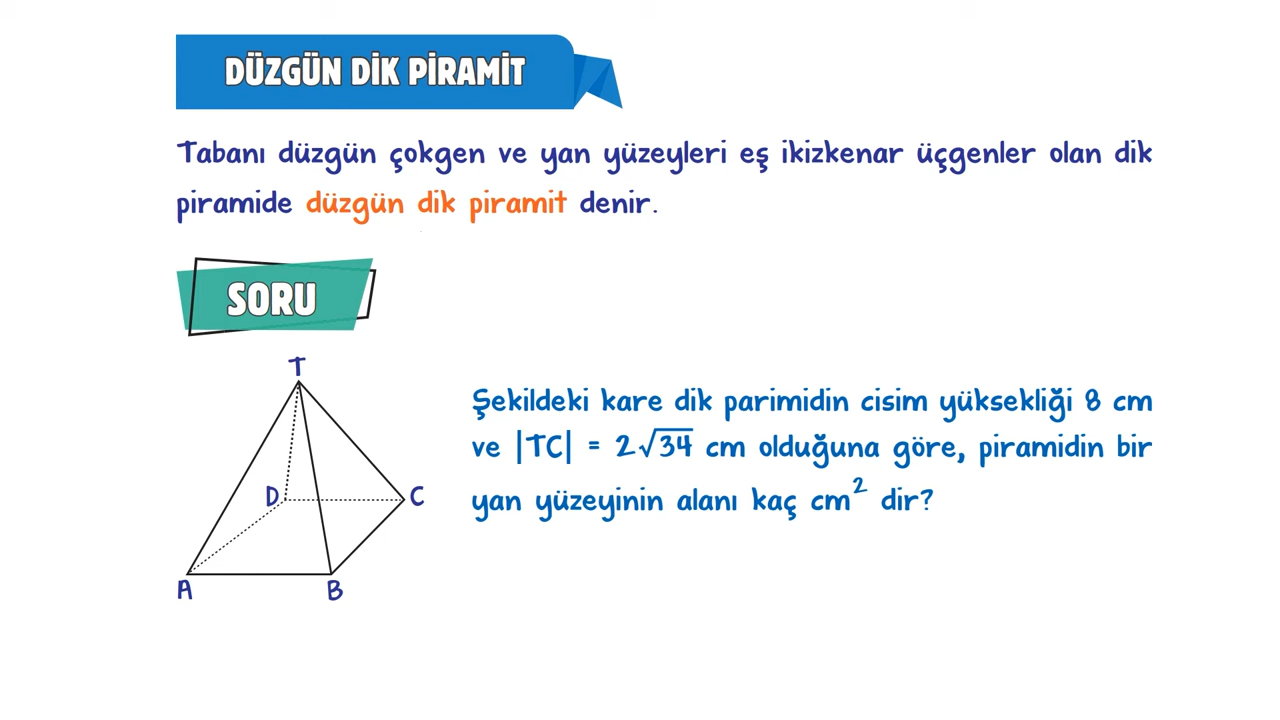 DÜZGÜN DİK PİRAMİT
Tabanı düzgün çokgen ve yan yüzeyleri eş ikizkenar üçgenler olan dik
piramide düzgün dik piramit denir.
SORU
T
Şekildeki kare dik parimidin cisim yüksekliği 8 cm
ve |TC| = 2√34 cm olduğuna göre, piramidin bir
D C
yan yüzeyinin alanı kaç cm² dir?
A B